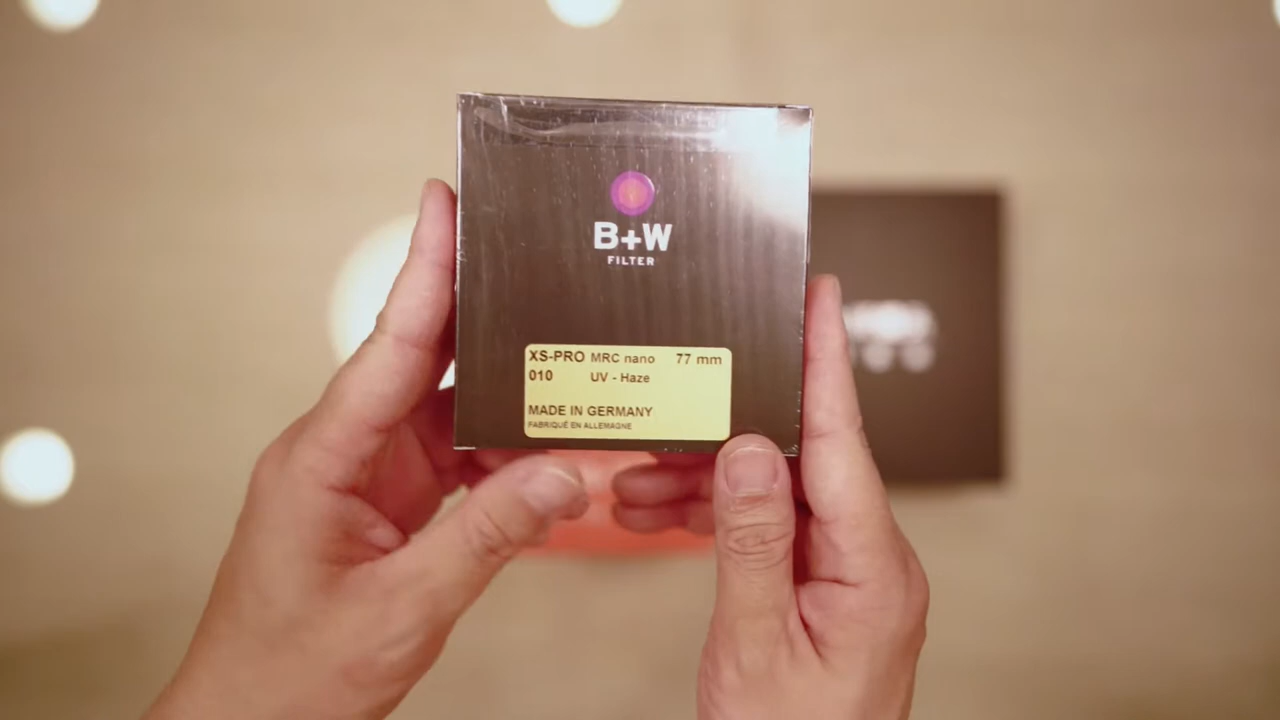 B+W
FILTER
XS-PRO MRC nano 77 mm
010 UV - Haze
MADE IN GERMANY
FABRIQUÉ EN ALLEMAGNE